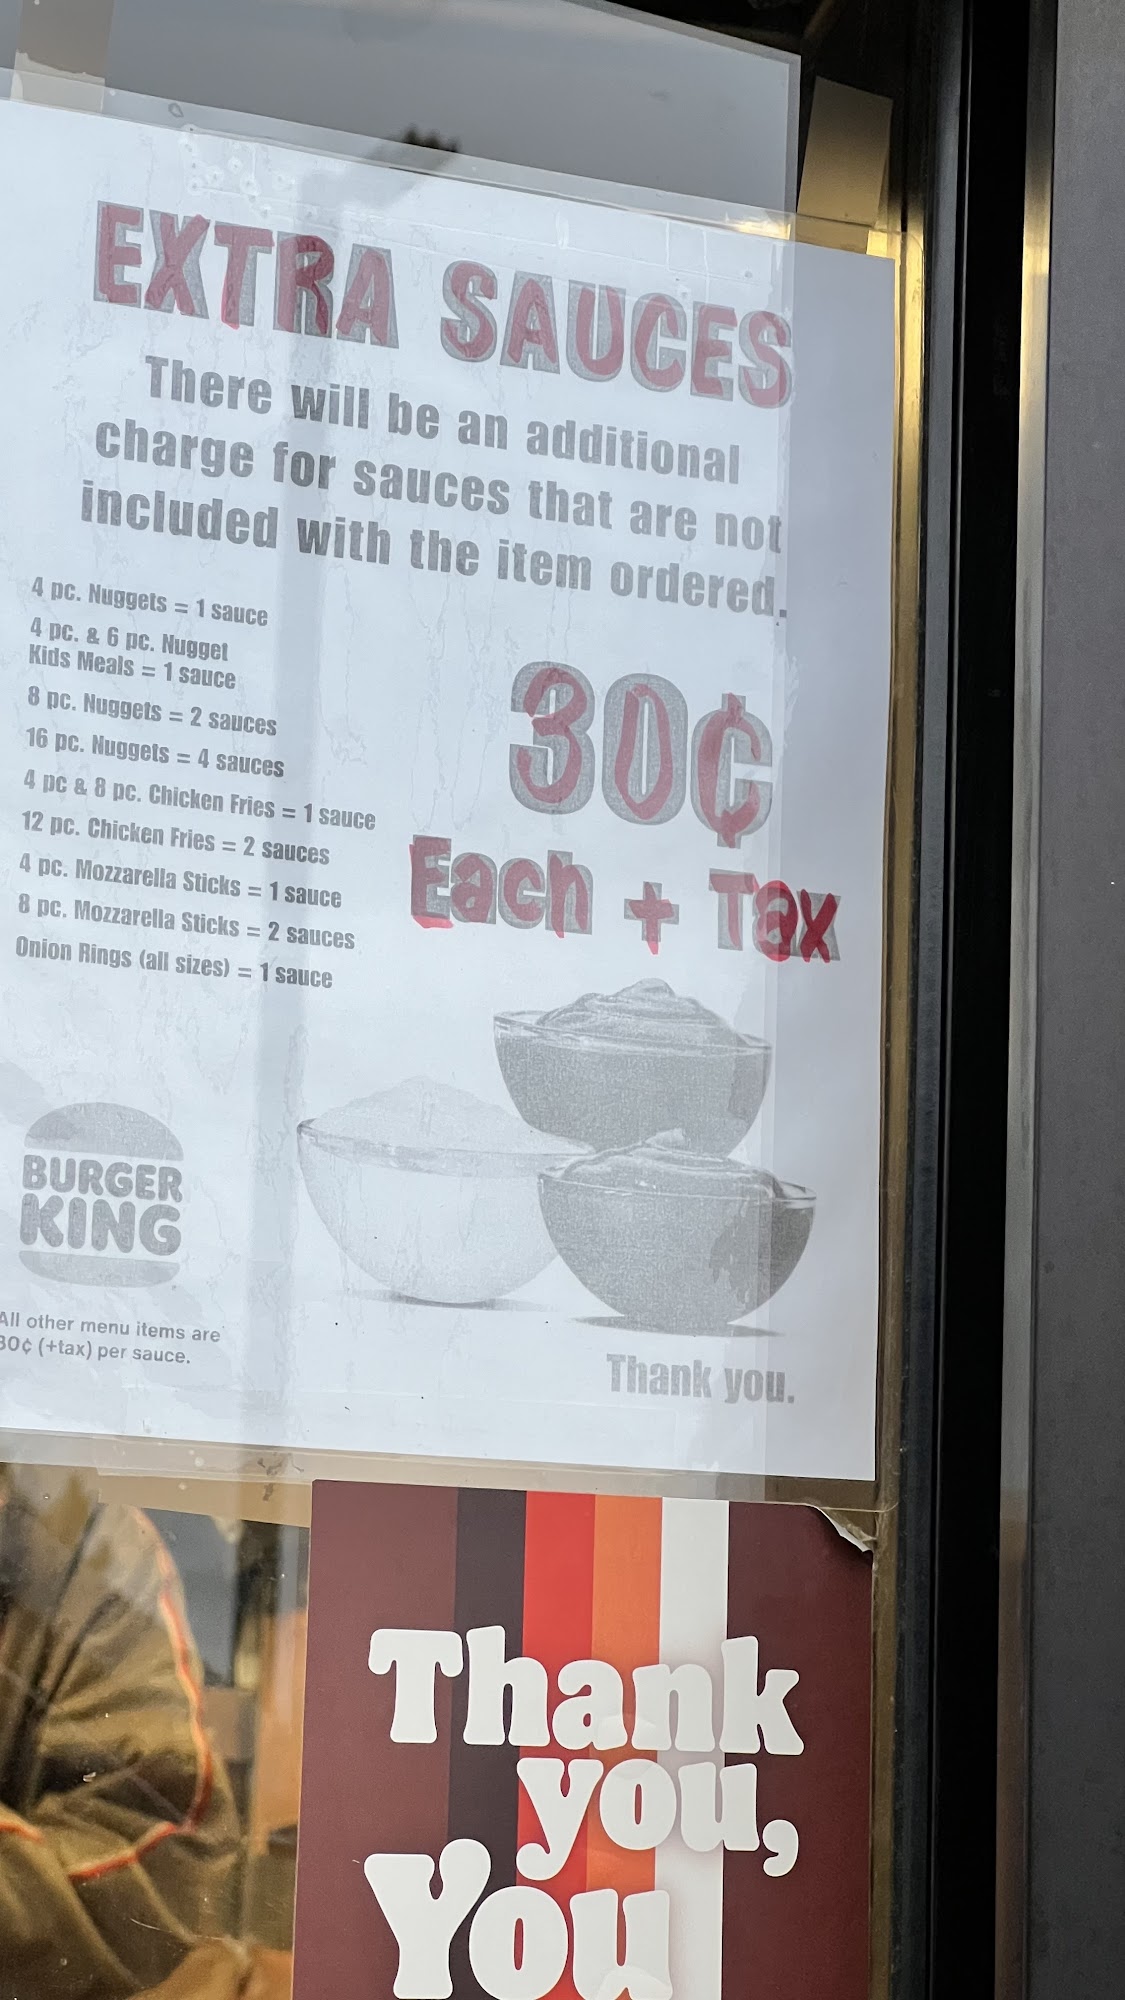 EXTRA SAUCES
There will be an additional
charge for sauces that are not
included with the item ordered.
4 pc. Nuggets = 1 sauce
4 pc. & 6 pc. Nugget
Kids Meals = 1 sauce
8 pc. Nuggets = 2 sauces
16 pc. Nuggets = 4 sauces
4 pc & 8 pc. Chicken Fries = 1 sauce
12 pc. Chicken Fries = 2 sauces
4 pc. Mozzarella Sticks = 1 sauce
8 pc. Mozzarella Sticks = 2 sauces
Onion Rings (all sizes) = 1 sauce
30¢
Each + Tax
BURGER
KING
All other menu items are
30¢ (+tax) per sauce.
Thank you.
Thank
you,
You